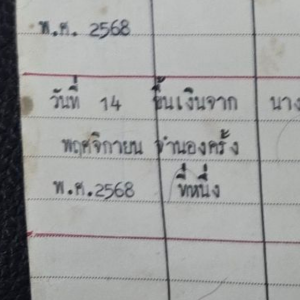 พ.ศ. 2568
วันที่ 14 ขึ้นเงินจาก นาง
พฤศจิกายน จำนองครั้ง
พ.ศ.2568 ที่หนึ่ง